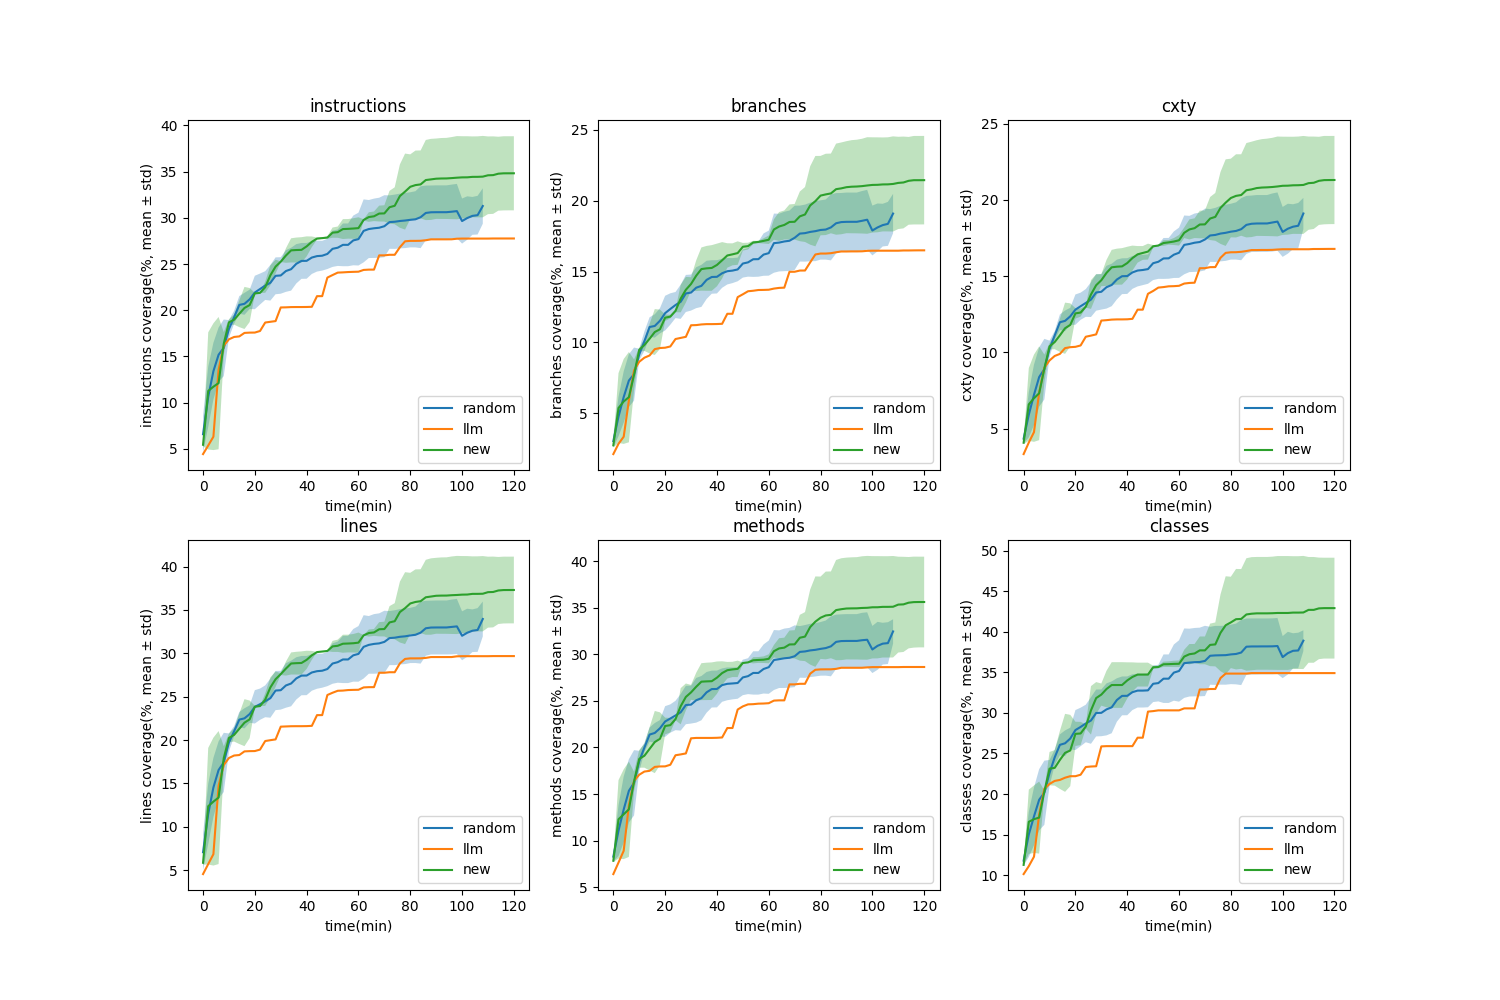 instructions
instructions coverage(%, mean ± std)
40
35
30
25
20
15
10
5
0 20 40 60 80 100 120
time(min)
random
llm
new
branches
branches coverage(%, mean ± std)
25
20
15
10
5
0 20 40 60 80 100 120
time(min)
random
llm
new
cxty
cxty coverage(%, mean ± std)
25
20
15
10
5
0 20 40 60 80 100 120
time(min)
random
llm
new
lines
lines coverage(%, mean ± std)
40
35
30
25
20
15
10
5
0 20 40 60 80 100 120
time(min)
random
llm
new
methods
methods coverage(%, mean ± std)
40
35
30
25
20
15
10
5
0 20 40 60 80 100 120
time(min)
random
llm
new
classes
classes coverage(%, mean ± std)
50
45
40
35
30
25
20
15
10
0 20 40 60 80 100 120
time(min)
random
llm
new